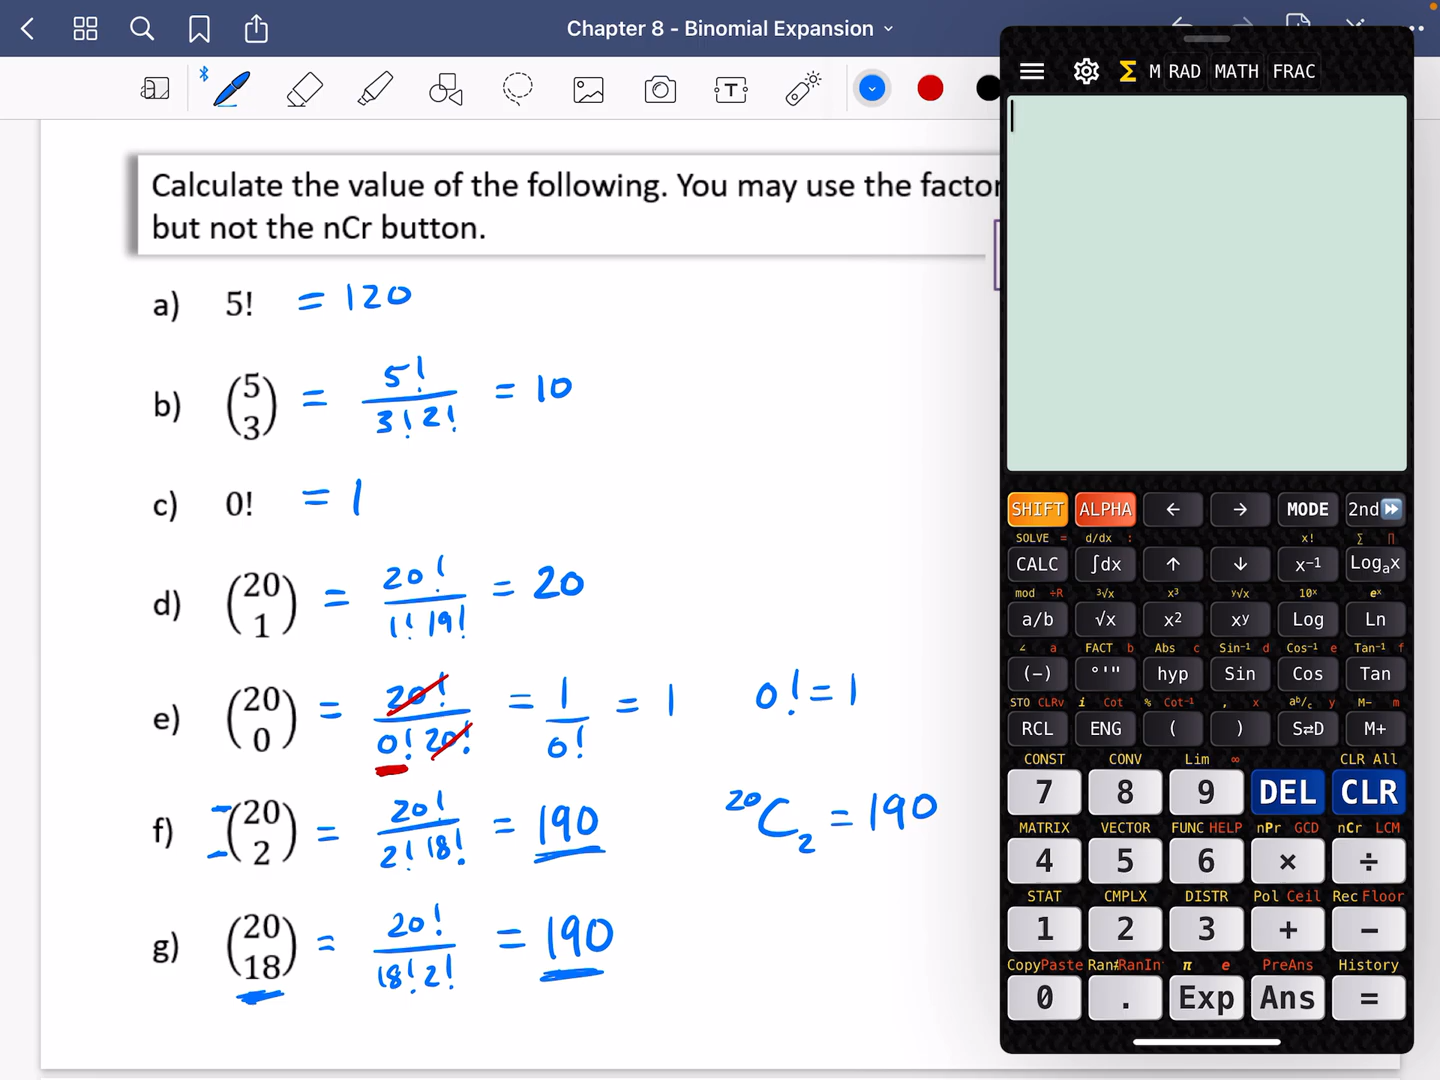 Chapter 8 - Binomial Expansion
Calculate the value of the following. You may use the factor
but not the nCr button.
a) 5! = 120
b) (5 3) = 5! / 3! 2! = 10
c) 0! = 1
d) (20 1) = 20! / 1! 19! = 20
e) (20 0) = 20! / 0! 20! = 1 / 0! = 1 0! = 1
f) (20 2) = 20! / 2! 18! = 190 ²⁰C₂ = 190
g) (20 18) = 20! / 18! 2! = 190
Σ M RAD MATH FRAC
SHIFT ALPHA ← → MODE 2nd
SOLVE = d/dx : x! ∑ ∏
CALC ∫dx ↑ ↓ x⁻¹ Logₐx
mod ÷R ³√x x³ ʸ√x 10ˣ eˣ
a/b √x x² xʸ Log Ln
∠ a FACT b Abs c Sin⁻¹ d Cos⁻¹ e Tan⁻¹ f
(−) °'" hyp Sin Cos Tan
STO CLRv i Cot % Cot⁻¹ , x aᵇ/c y M− m
RCL ENG ( ) S⇄D M+
CONST CONV Lim ∞ CLR All
7 8 9 DEL CLR
MATRIX VECTOR FUNC HELP nPr GCD nCr LCM
4 5 6 × ÷
STAT CMPLX DISTR Pol Ceil Rec Floor
1 2 3 + −
Copy Paste Ran# RanIn π e PreAns History
0 . Exp Ans =